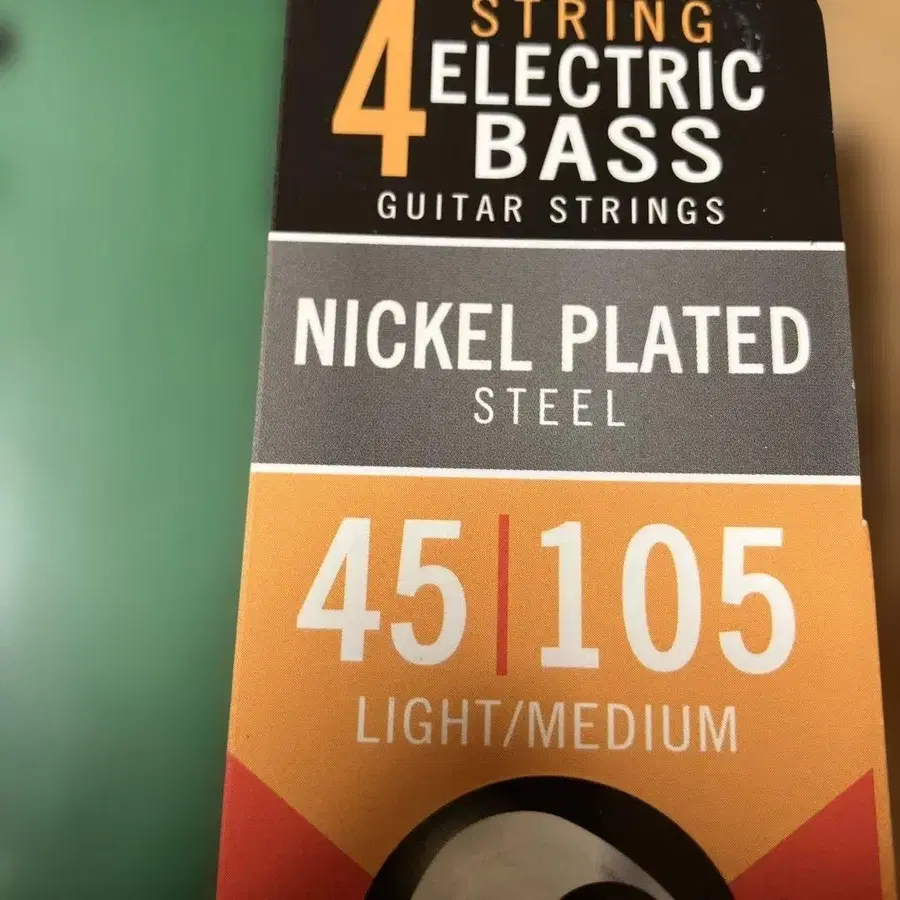 4 STRING
ELECTRIC
BASS
GUITAR STRINGS
NICKEL PLATED
STEEL
45|105
LIGHT/MEDIUM